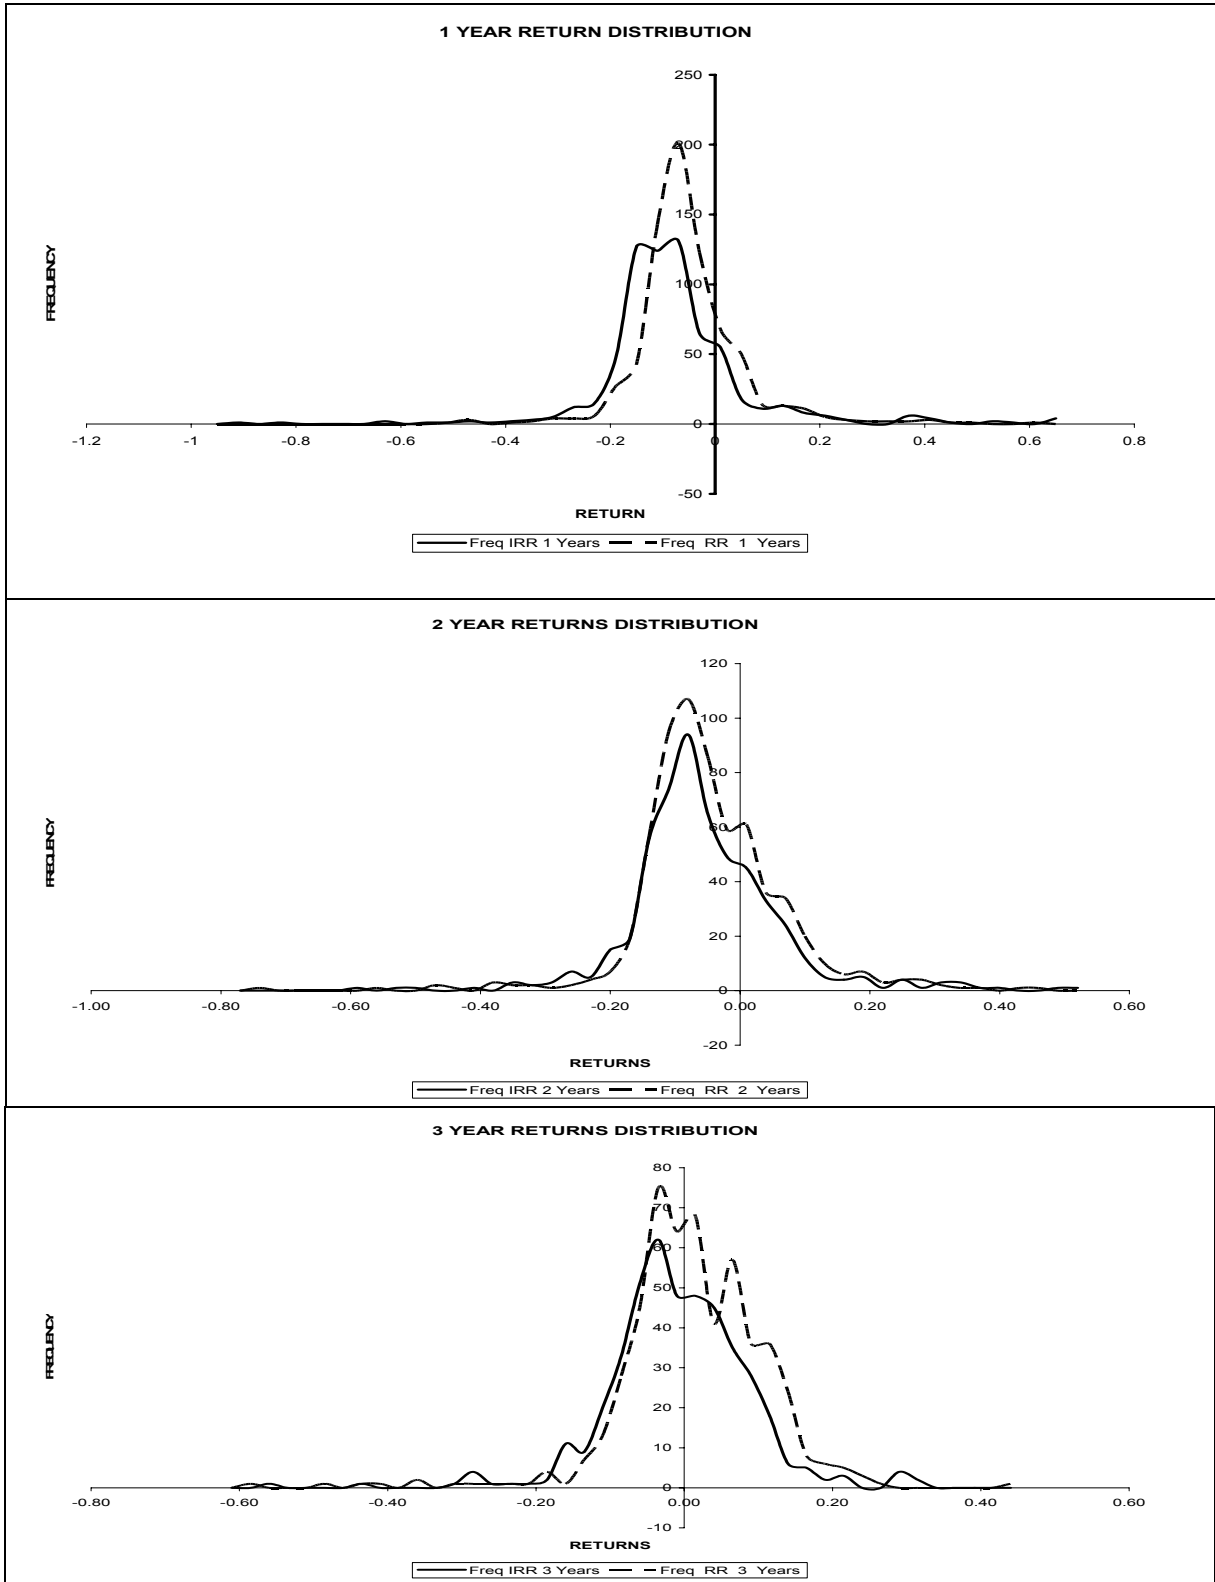 1 YEAR RETURN DISTRIBUTION
250
200
150
100
50
0
-50
-1.2 -1 -0.8 -0.6 -0.4 -0.2 0 0.2 0.4 0.6 0.8
FREQUENCY
RETURN
Freq IRR 1 Years Freq RR 1 Years
2 YEAR RETURNS DISTRIBUTION
120
100
80
60
40
20
0
-20
-1.00 -0.80 -0.60 -0.40 -0.20 0.00 0.20 0.40 0.60
FREQUENCY
RETURNS
Freq IRR 2 Years Freq RR 2 Years
3 YEAR RETURNS DISTRIBUTION
80
70
60
50
40
30
20
10
0
-10
-0.80 -0.60 -0.40 -0.20 0.00 0.20 0.40 0.60
FREQUENCY
RETURNS
Freq IRR 3 Years Freq RR 3 Years